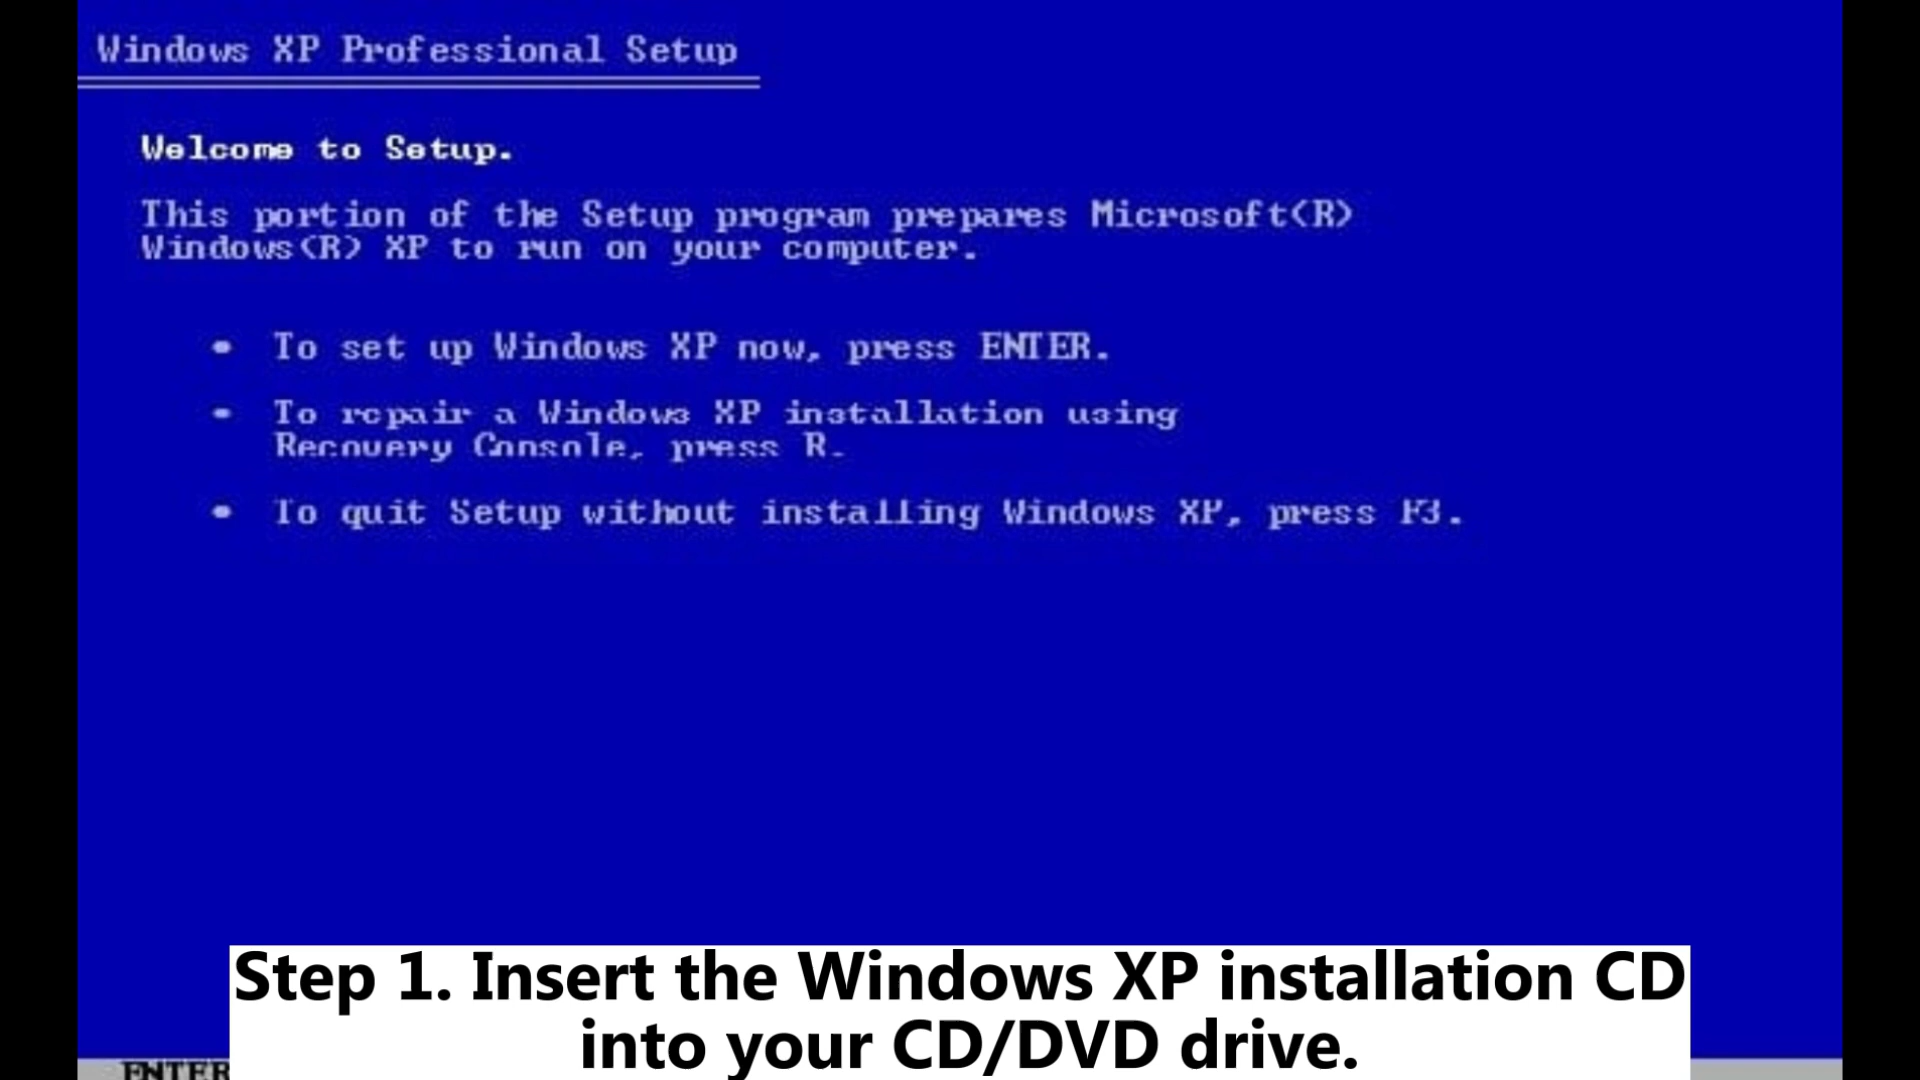 Windows XP Professional Setup
Welcome to Setup.
This portion of the Setup program prepares Microsoft(R)
Windows(R) XP to run on your computer.
• To set up Windows XP now, press ENTER.
• To repair a Windows XP installation using
Recovery Console, press R.
• To quit Setup without installing Windows XP, press F3.
Step 1. Insert the Windows XP installation CD
into your CD/DVD drive.
ENTER